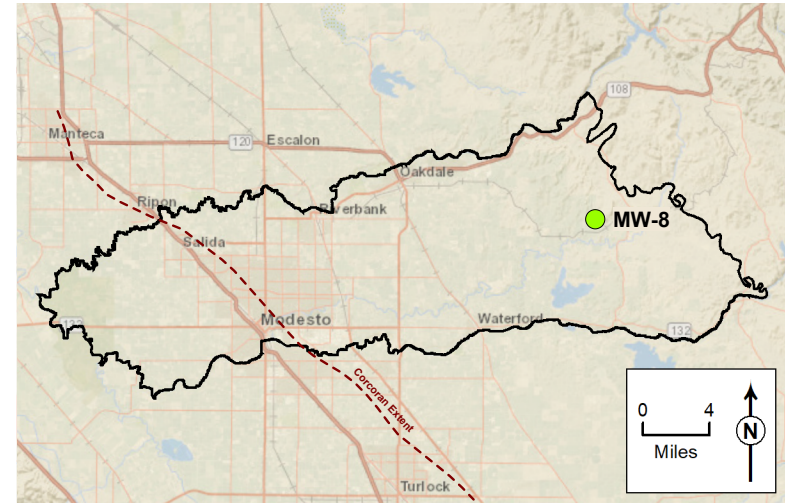 108
Manteca
120
Escalon
Oakdale
Ripon
Riverbank
MW-8
Salida
132
Modesto
Waterford
132
Corcoran Extent
0 4
Miles
N
Turlock